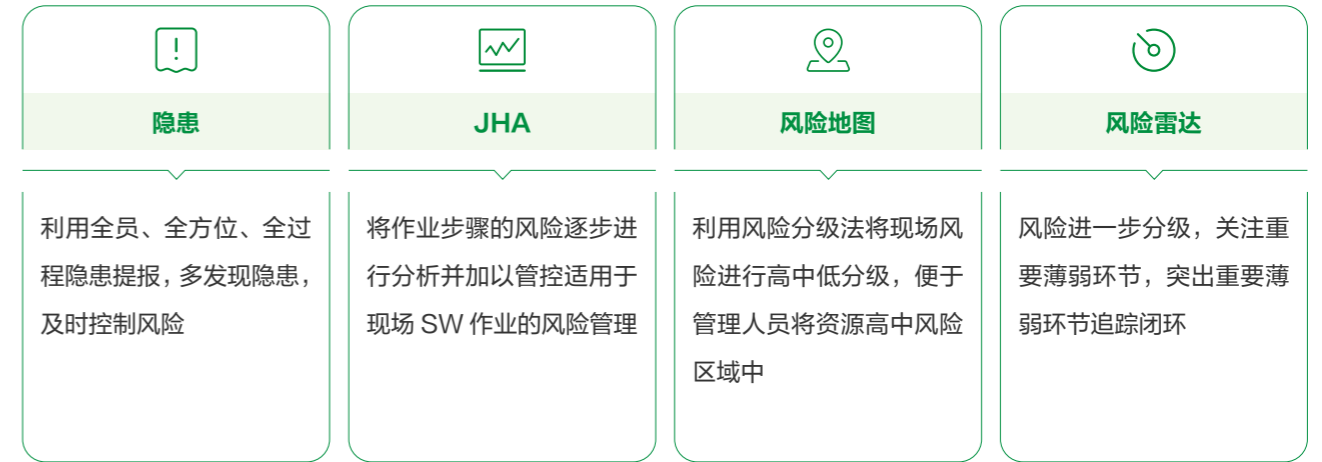 隐患
利用全员、全方位、全过
程隐患提报，多发现隐患，
及时控制风险
JHA
将作业步骤的风险逐步进
行分析并加以管控适用于
现场 SW 作业的风险管理
风险地图
利用风险分级法将现场风
险进行高中低分级，便于
管理人员将资源高中风险
区域中
风险雷达
风险进一步分级，关注重
要薄弱环节，突出重要薄
弱环节追踪闭环